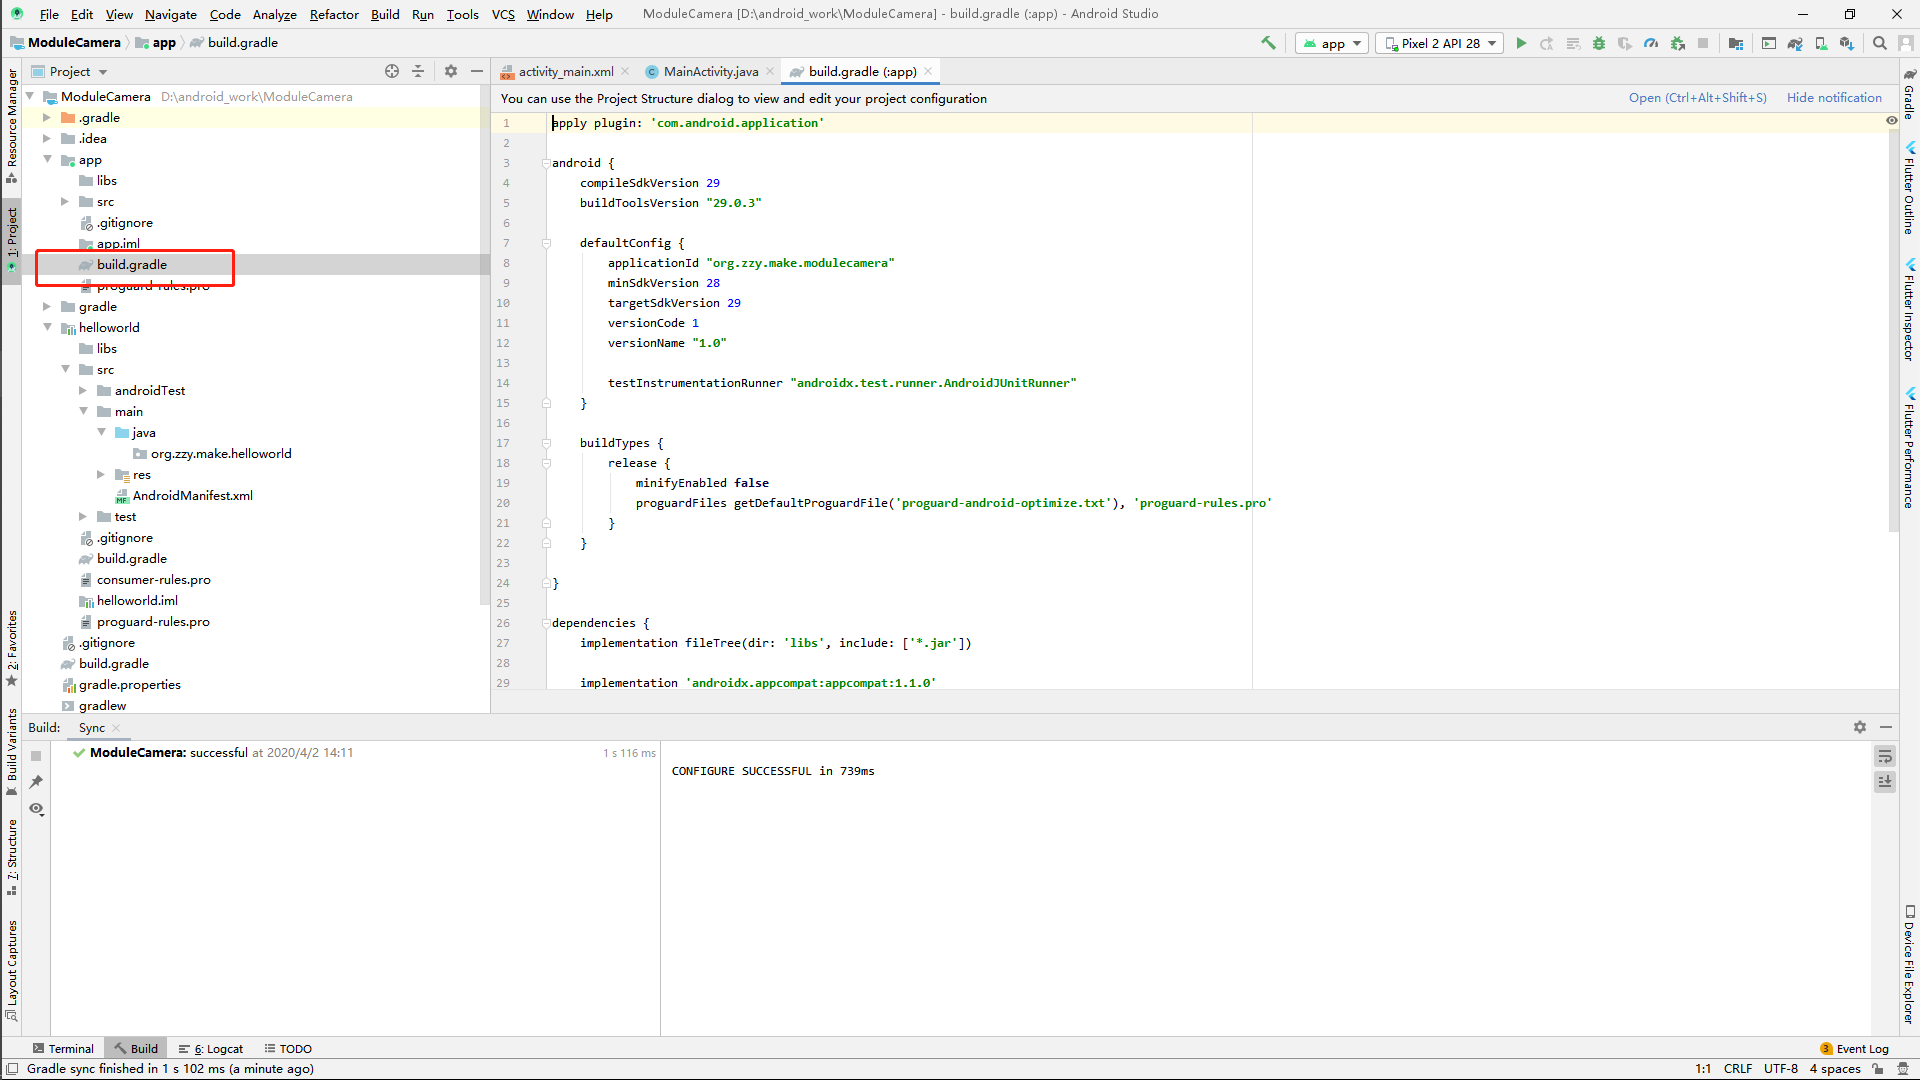 File Edit View Navigate Code Analyze Refactor Build Run Tools VCS Window Help ModuleCamera [D:\android_work\ModuleCamera] - build.gradle (:app) - Android Studio
ModuleCamera app build.gradle
app Pixel 2 API 28
Project
activity_main.xml MainActivity.java build.gradle (:app)
You can use the Project Structure dialog to view and edit your project configuration
Open (Ctrl+Alt+Shift+S) Hide notification
Resource Manager
1: Project
2: Favorites
Build Variants
7: Structure
Layout Captures
ModuleCamera D:\android_work\ModuleCamera
.gradle
.idea
app
libs
src
.gitignore
app.iml
build.gradle
proguard-rules.pro
gradle
helloworld
libs
src
androidTest
main
java
org.zzy.make.helloworld
res
AndroidManifest.xml
test
.gitignore
build.gradle
consumer-rules.pro
helloworld.iml
proguard-rules.pro
.gitignore
build.gradle
gradle.properties
gradlew
1 apply plugin: 'com.android.application'
2
3 android {
4 compileSdkVersion 29
5 buildToolsVersion "29.0.3"
6
7 defaultConfig {
8 applicationId "org.zzy.make.modulecamera"
9 minSdkVersion 28
10 targetSdkVersion 29
11 versionCode 1
12 versionName "1.0"
13
14 testInstrumentationRunner "androidx.test.runner.AndroidJUnitRunner"
15 }
16
17 buildTypes {
18 release {
19 minifyEnabled false
20 proguardFiles getDefaultProguardFile('proguard-android-optimize.txt'), 'proguard-rules.pro'
21 }
22 }
23
24 }
25
26 dependencies {
27 implementation fileTree(dir: 'libs', include: ['*.jar'])
28
29 implementation 'androidx.appcompat:appcompat:1.1.0'
Gradle
Flutter Outline
Flutter Inspector
Flutter Performance
Device File Explorer
Build: Sync
ModuleCamera: successful at 2020/4/2 14:11 1 s 116 ms
CONFIGURE SUCCESSFUL in 739ms
Terminal Build 6: Logcat TODO
3 Event Log
Gradle sync finished in 1 s 102 ms (a minute ago)
1:1 CRLF UTF-8 4 spaces